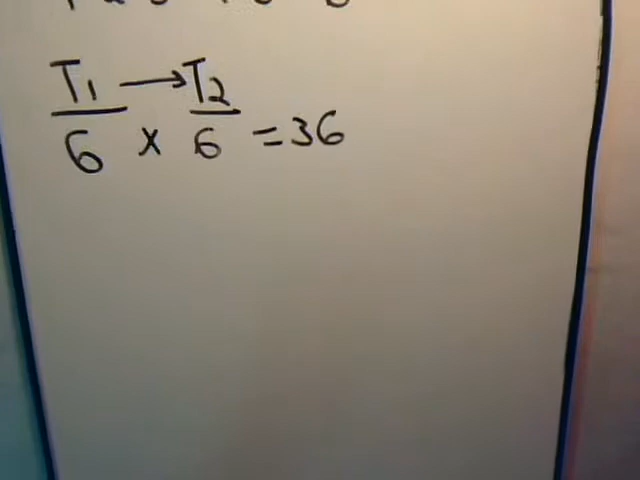 T1 → T2
6 x 6 = 36